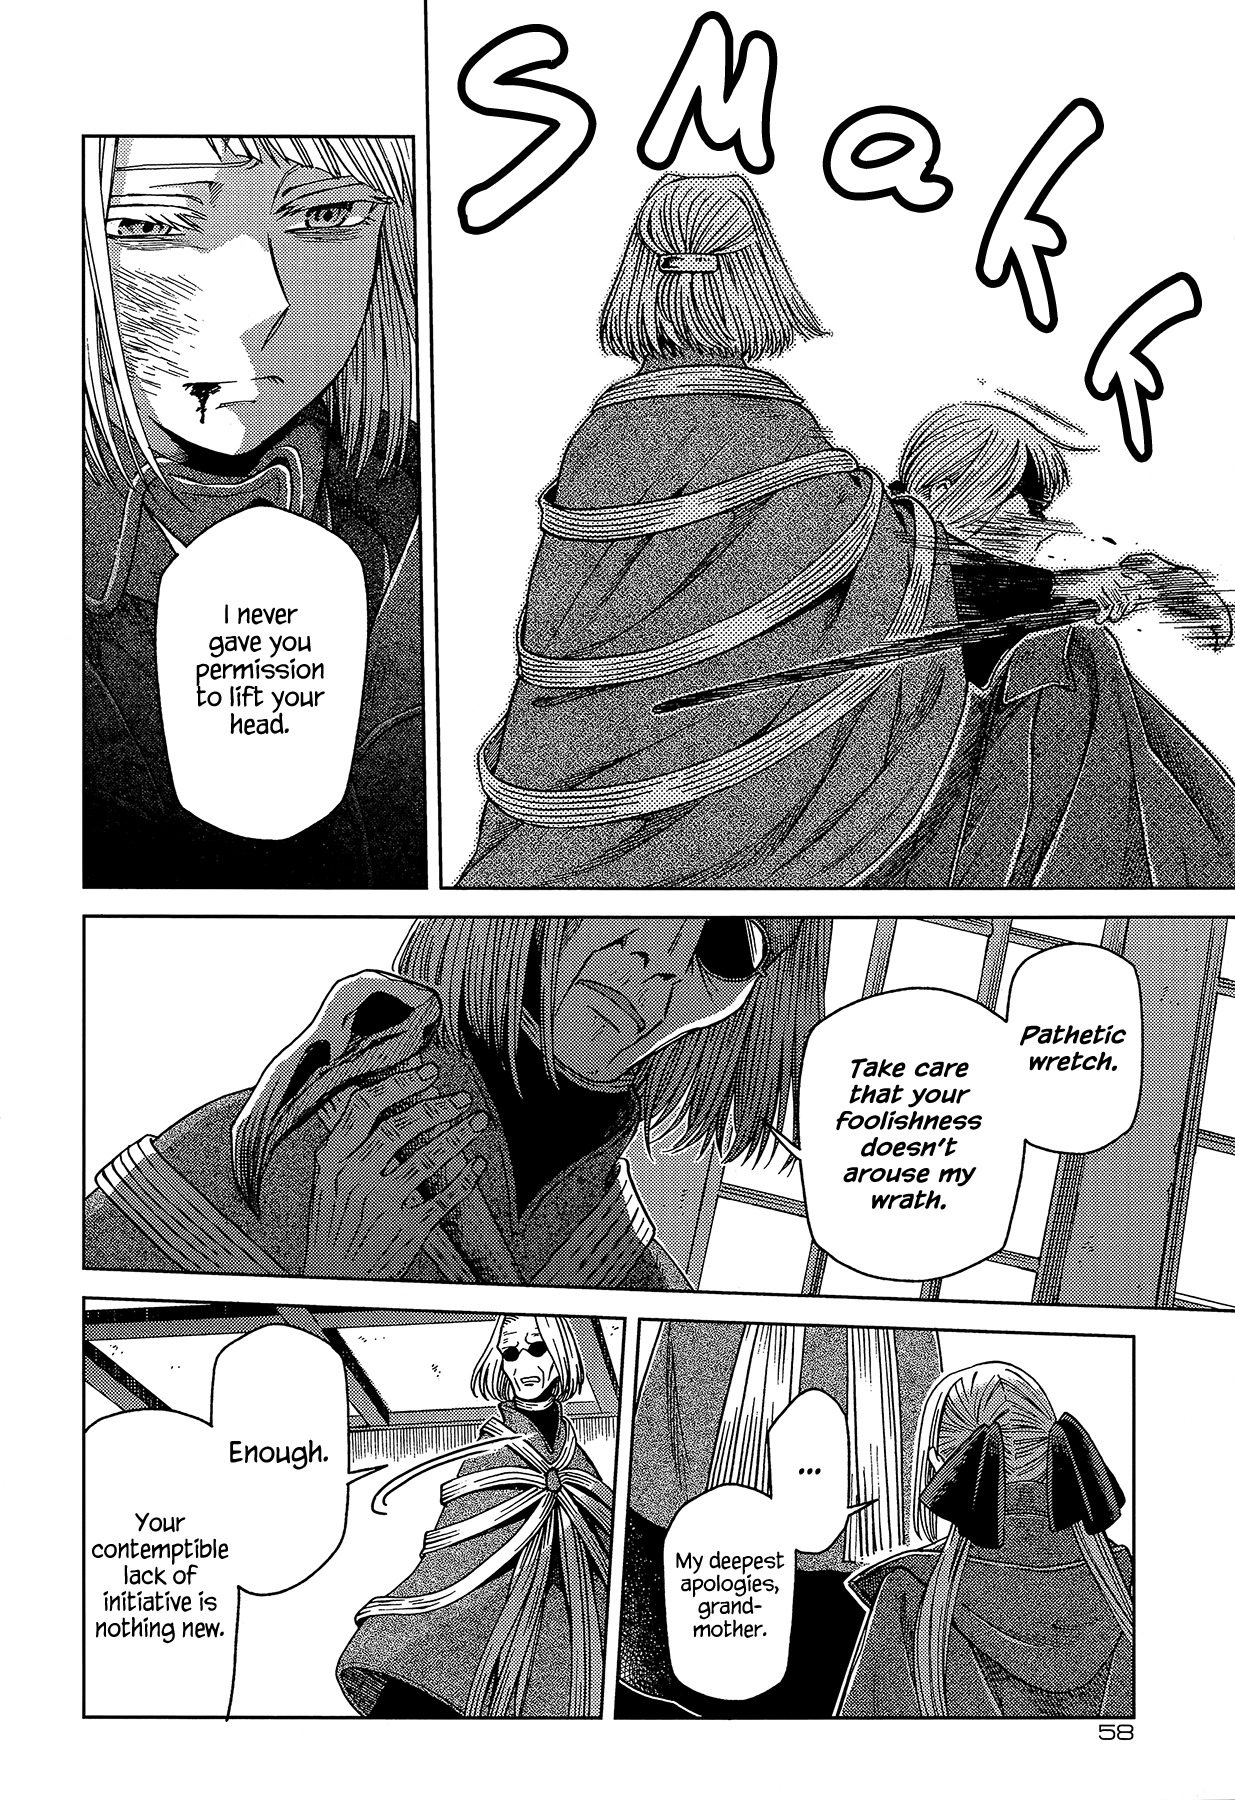 SMaKK
I never
gave you
permission
to lift your
head.
Pathetic
wretch.
Take care
that your
foolishness
doesn't
arouse my
wrath.
...
My deepest
apologies,
grand-
mother.
Enough.
Your
contemptible
lack of
initiative is
nothing new.
58